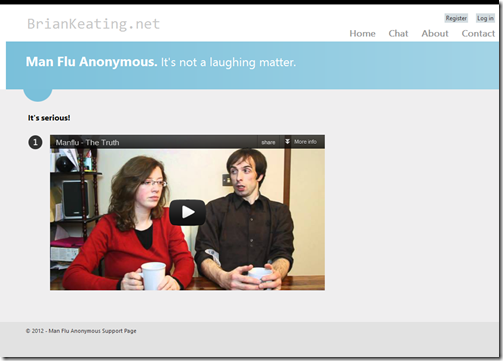 BrianKeating.net
Register Log in
Home Chat About Contact
Man Flu Anonymous. It's not a laughing matter.
It's serious!
1
Manflu - The Truth share More info
© 2012 - Man Flu Anonymous Support Page